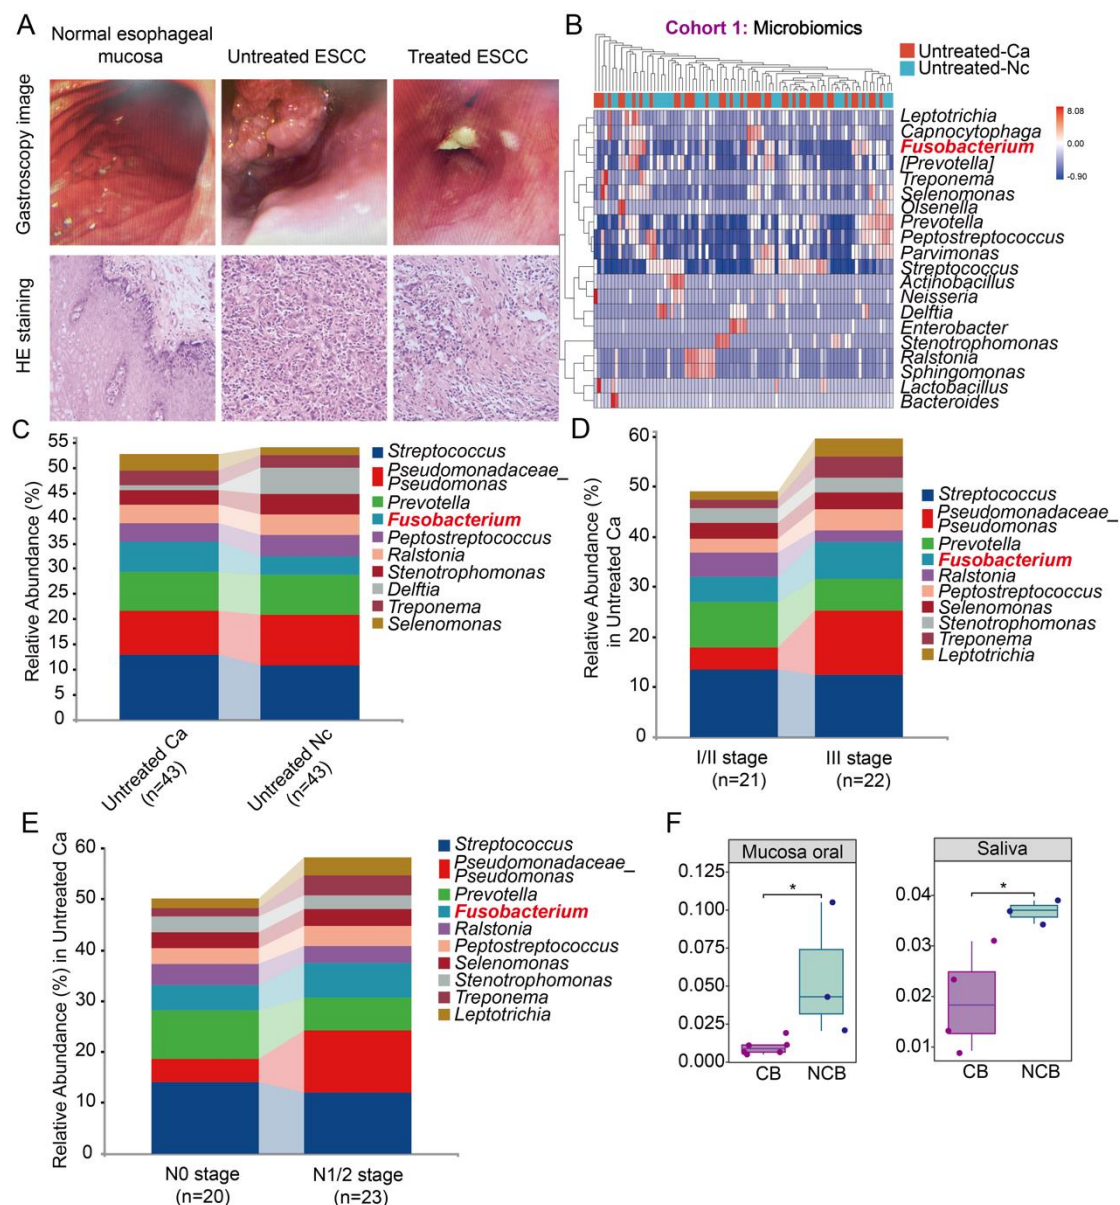 A
Normal esophageal
mucosa
Untreated ESCC
Treated ESCC
Gastroscopy image
HE staining
B
Cohort 1: Microbiomics
Untreated-Ca
Untreated-Nc
8.08
0.00
-0.90
Leptotrichia
Capnocytophaga
Fusobacterium
[Prevotella]
Treponema
Selenomonas
Olsenella
Prevotella
Peptostreptococcus
Parvimonas
Streptococcus
Actinobacillus
Neisseria
Delftia
Enterobacter
Stenotrophomonas
Ralstonia
Sphingomonas
Lactobacillus
Bacteroides
C
Relative Abundance (%)
55
50
45
40
35
30
25
20
15
10
5
0
Untreated Ca
(n=43)
Untreated Nc
(n=43)
Streptococcus
Pseudomonadaceae_
Pseudomonas
Prevotella
Fusobacterium
Peptostreptococcus
Ralstonia
Stenotrophomonas
Delftia
Treponema
Selenomonas
D
Relative Abundance (%)
in Untreated Ca
60
50
40
30
20
10
0
I/II stage
(n=21)
III stage
(n=22)
Streptococcus
Pseudomonadaceae_
Pseudomonas
Prevotella
Fusobacterium
Ralstonia
Peptostreptococcus
Selenomonas
Stenotrophomonas
Treponema
Leptotrichia
E
Relative Abundance (%) in Untreated Ca
60
50
40
30
20
10
0
N0 stage
(n=20)
N1/2 stage
(n=23)
Streptococcus
Pseudomonadaceae_
Pseudomonas
Prevotella
Fusobacterium
Ralstonia
Peptostreptococcus
Selenomonas
Stenotrophomonas
Treponema
Leptotrichia
F
Mucosa oral
0.125
0.100
0.075
0.050
0.025
0.000
*
CB
NCB
Saliva
0.04
0.03
0.02
0.01
*
CB
NCB